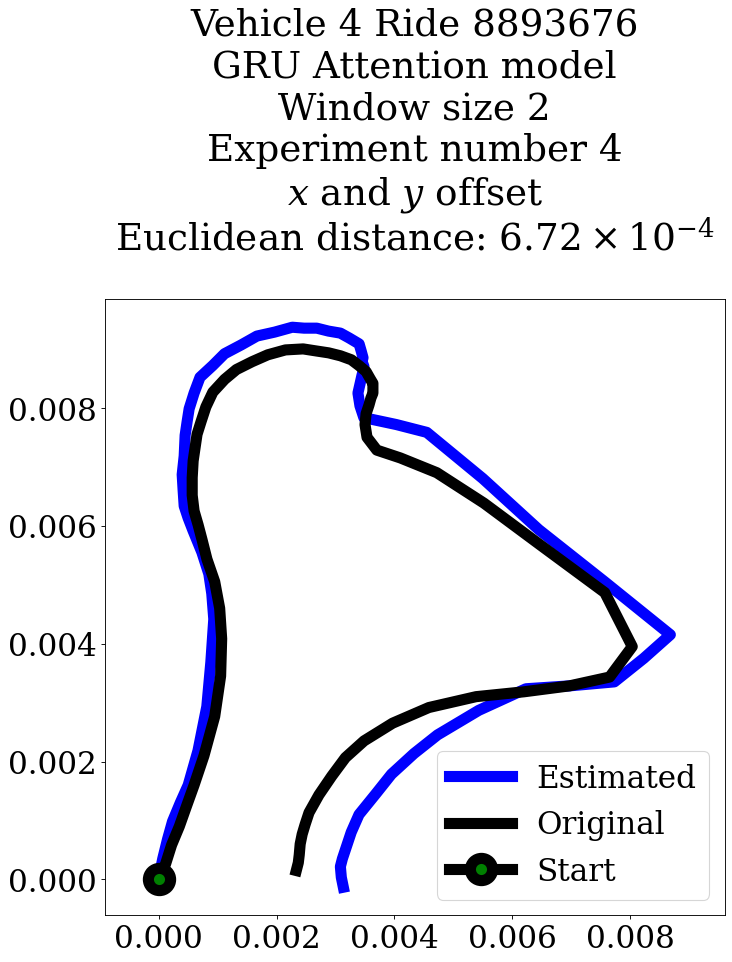 Vehicle 4 Ride 8893676
GRU Attention model
Window size 2
Experiment number 4
x and y offset
Euclidean distance: 6.72 × 10⁻⁴
0.008
0.006
0.004
0.002
0.000
Estimated
Original
Start
0.000 0.002 0.004 0.006 0.008